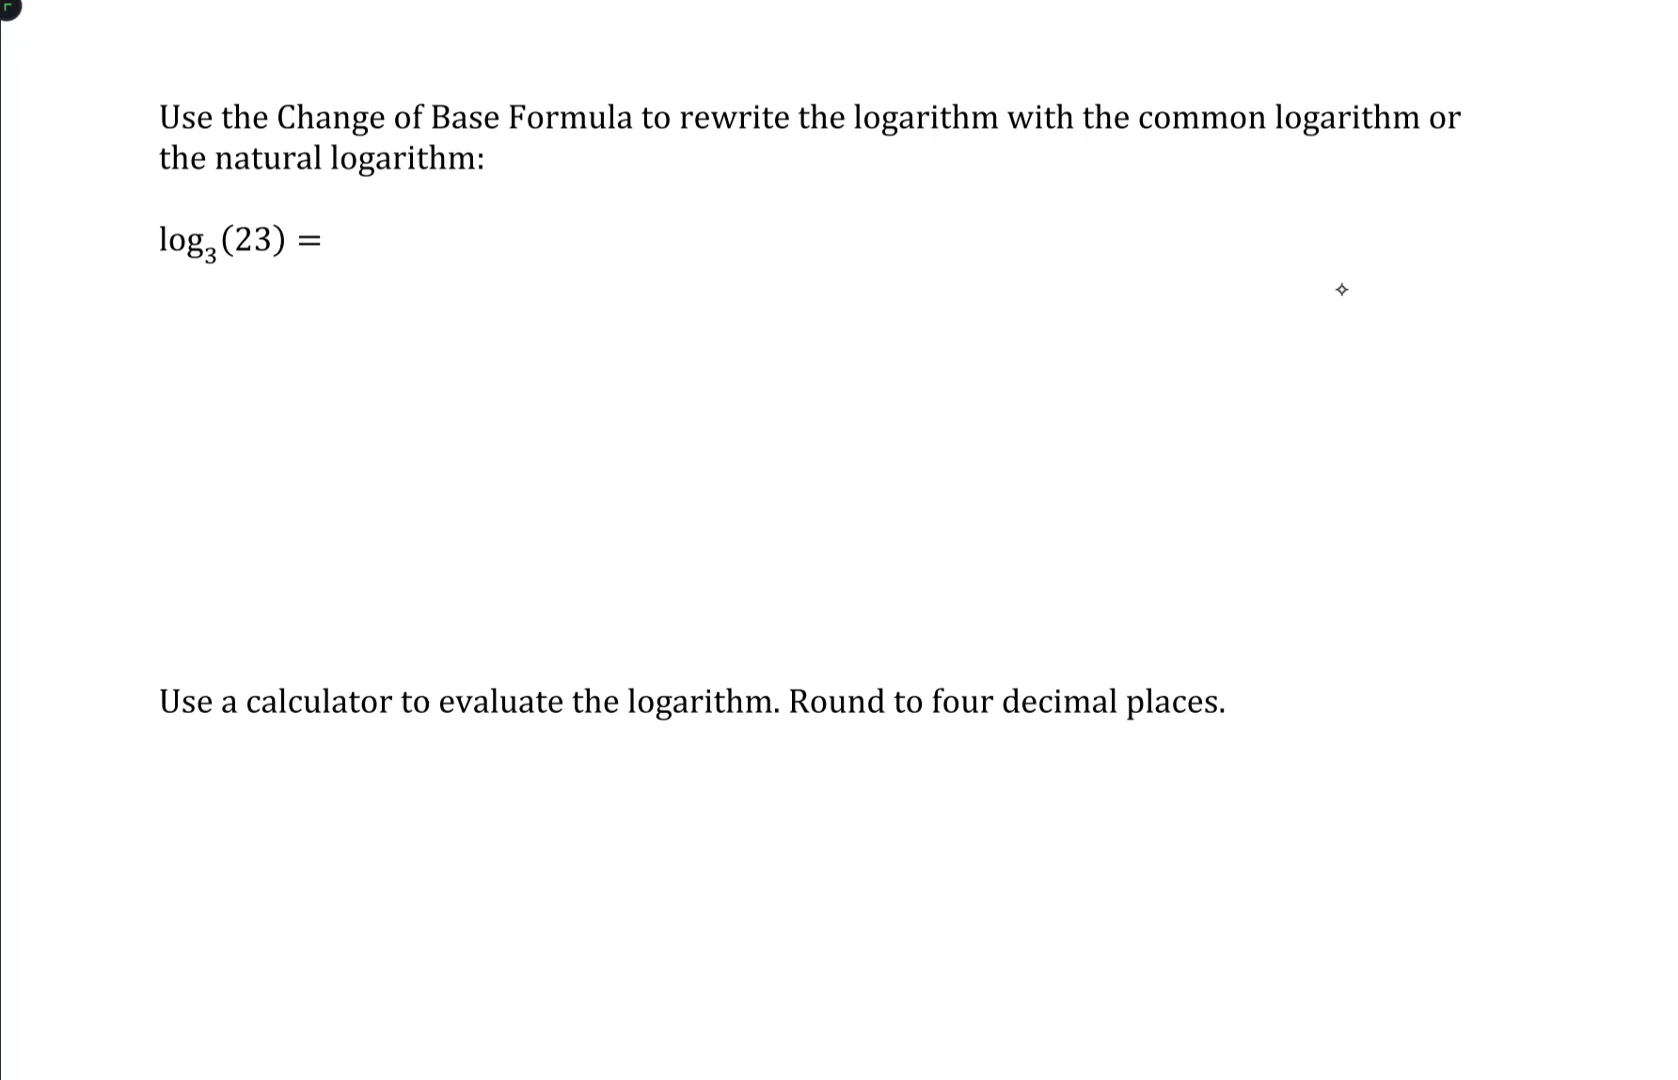 Use the Change of Base Formula to rewrite the logarithm with the common logarithm or
the natural logarithm:
log₃(23) =
Use a calculator to evaluate the logarithm. Round to four decimal places.